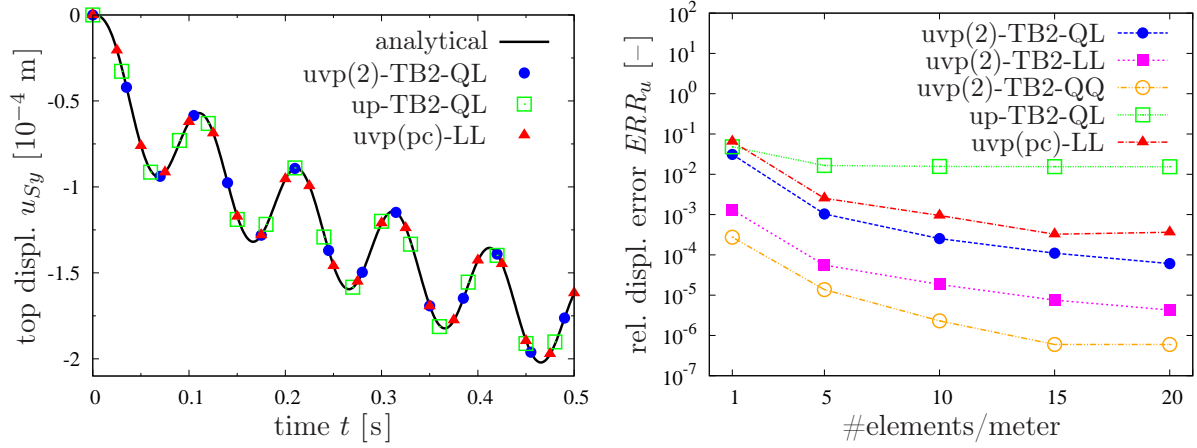 top displ. u_{Sy} [10^{-4} m]
0
-0.5
-1
-1.5
-2
0
0.1
0.2
0.3
0.4
0.5
time t [s]
analytical
uvp(2)-TB2-QL
up-TB2-QL
uvp(pc)-LL
rel. displ. error ERR_u [−]
10^2
10^1
10^0
10^{-1}
10^{-2}
10^{-3}
10^{-4}
10^{-5}
10^{-6}
10^{-7}
1
5
10
15
20
#elements/meter
uvp(2)-TB2-QL
uvp(2)-TB2-LL
uvp(2)-TB2-QQ
up-TB2-QL
uvp(pc)-LL